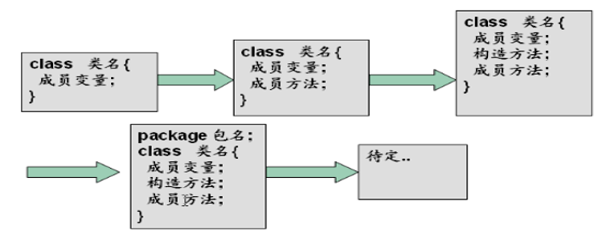 class 类名{
成员变量;
}
class 类名{
成员变量;
成员方法;
}
class 类名{
成员变量;
构造方法;
成员方法;
}
package 包名;
class 类名{
成员变量;
构造方法;
成员方法;
}
待定..